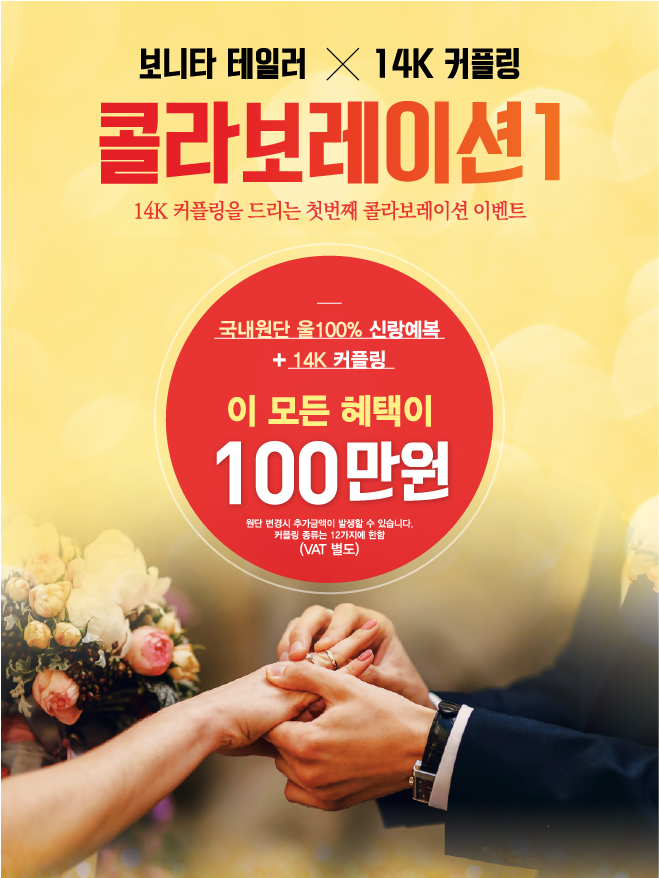 보니타 테일러 X 14K 커플링
콜라보레이션1
14K 커플링을 드리는 첫번째 콜라보레이션 이벤트
국내원단 울100% 신랑예복
+ 14K 커플링
이 모든 혜택이
100만원
원단 변경시 추가금액이 발생할 수 있습니다.
커플링 종류는 12가지에 한함
(VAT 별도)